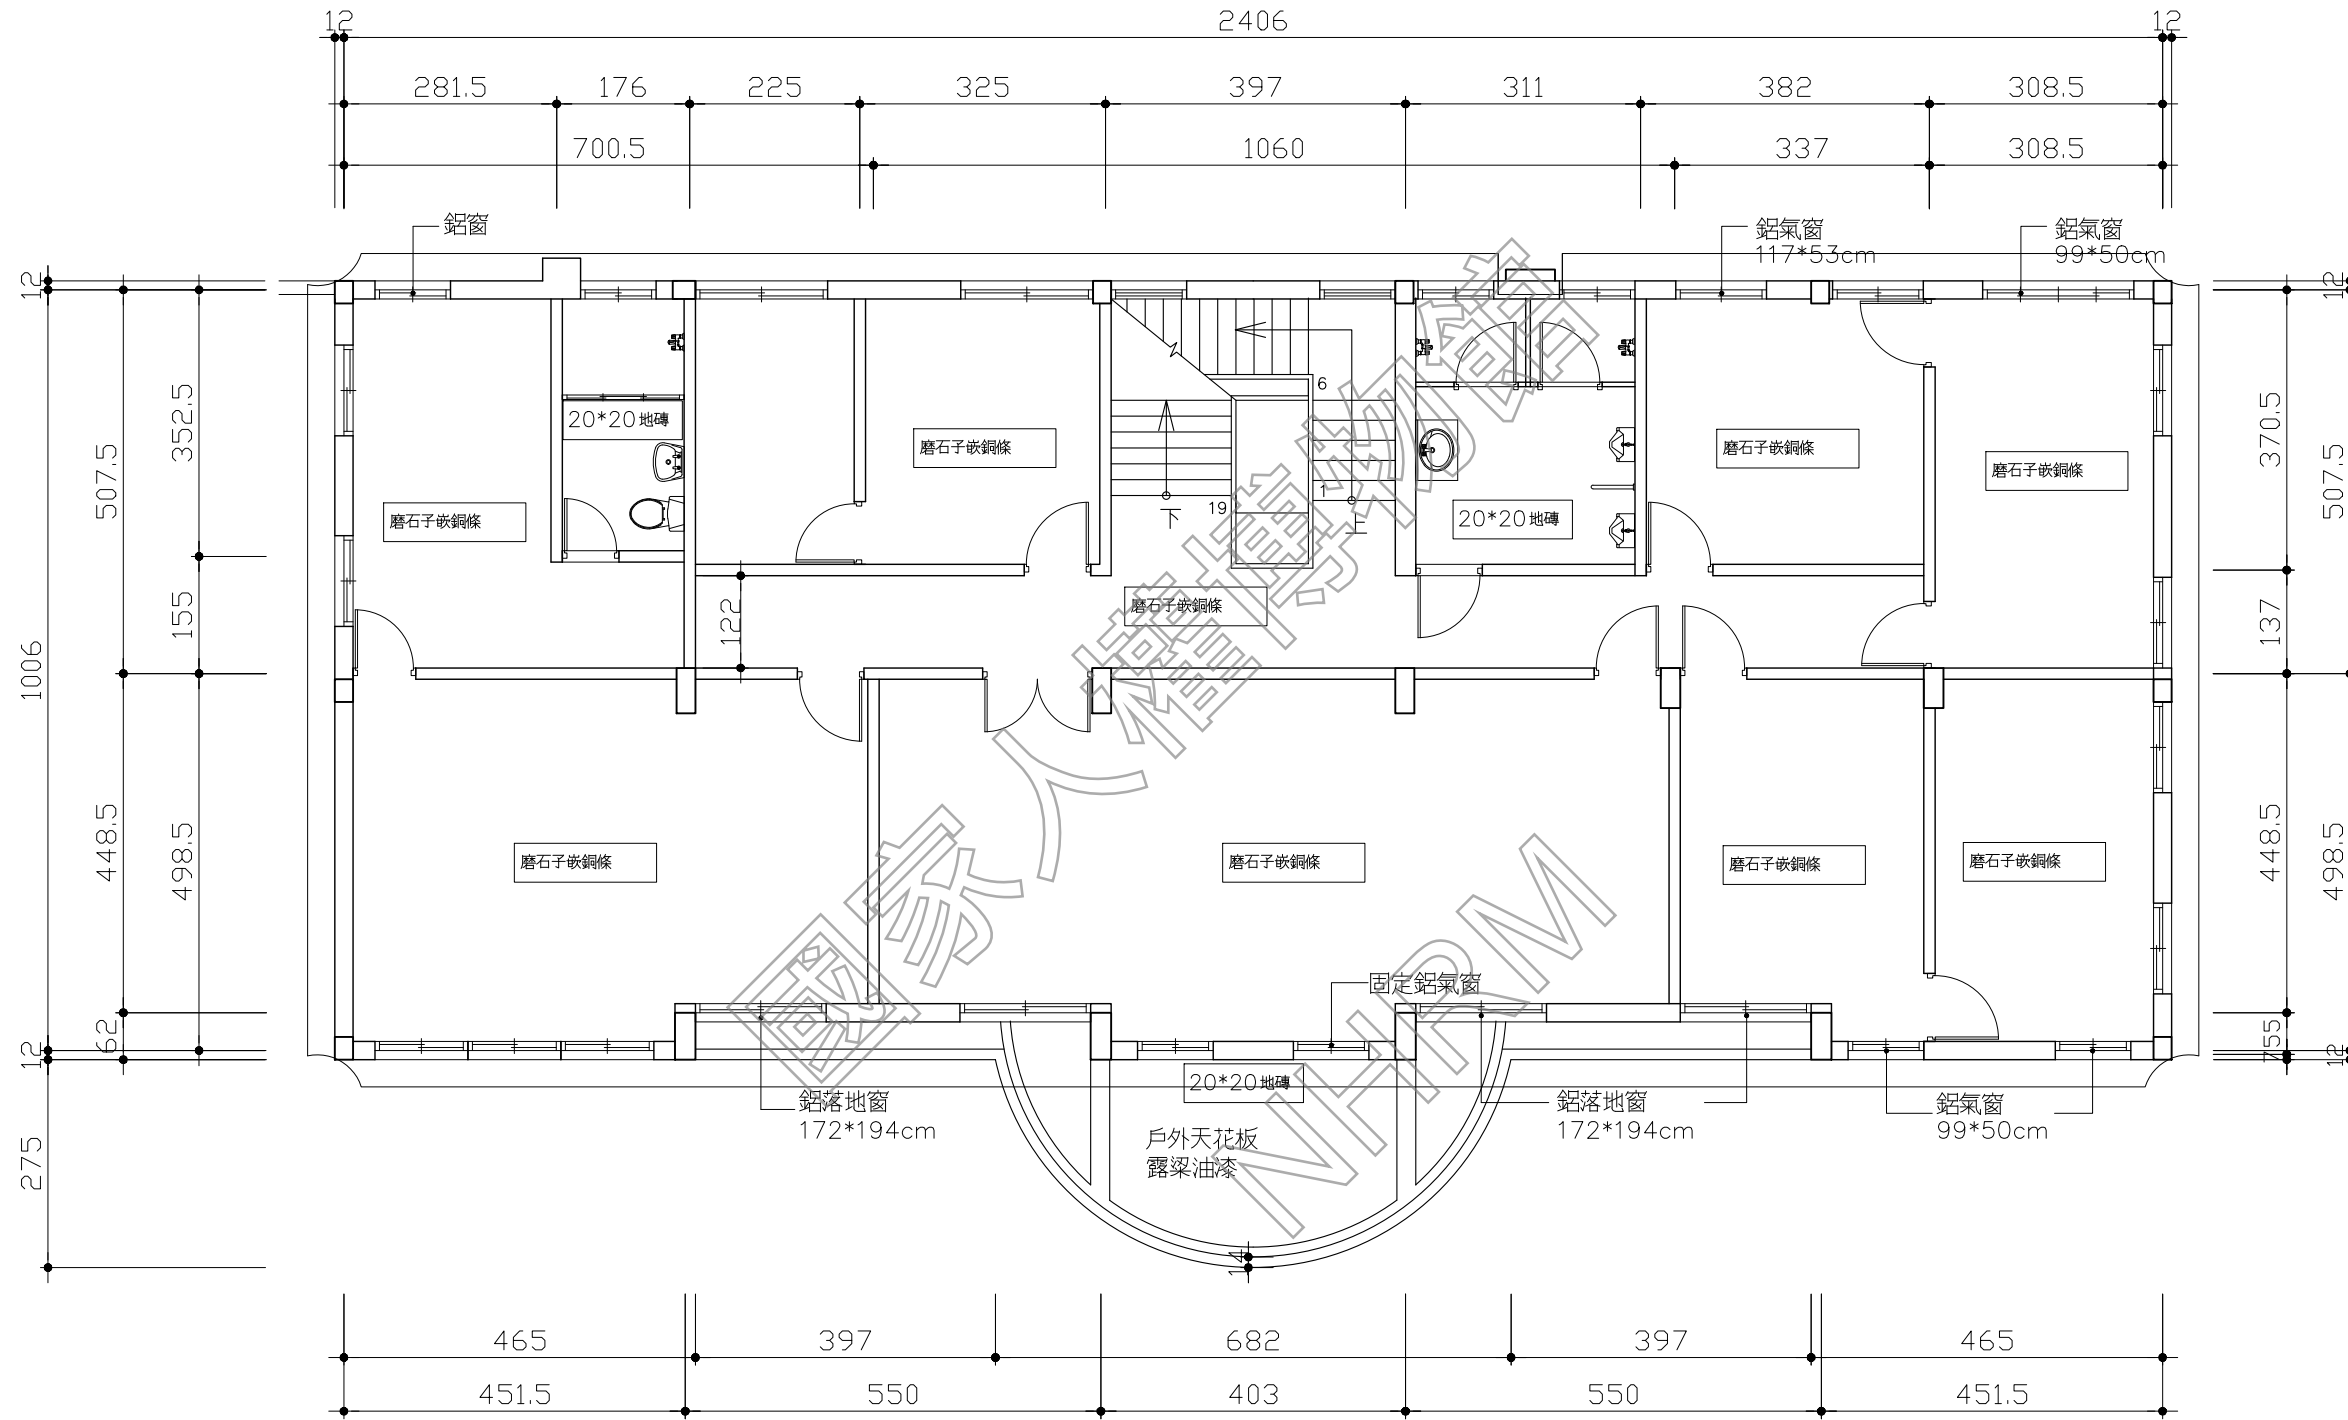 12 2406 12
281.5 176 225 325 397 311 382 308.5
700.5 1060 337 308.5
鋁窗
鋁氣窗
117*53cm
鋁氣窗
99*50cm
12
507.5
352.5
155
1006
448.5
498.5
62
12
275
20*20地磚
磨石子嵌銅條
磨石子嵌銅條
6
1
19
下
上
20*20地磚
磨石子嵌銅條
磨石子嵌銅條
磨石子嵌銅條
122
磨石子嵌銅條
磨石子嵌銅條
磨石子嵌銅條
磨石子嵌銅條
固定鋁氣窗
20*20地磚
鋁落地窗
172*194cm
鋁落地窗
172*194cm
鋁氣窗
99*50cm
戶外天花板
露梁油漆
14
12
370.5
507.5
137
448.5
498.5
755
12
465 397 682 397 465
451.5 550 403 550 451.5
國家人權博物館
NHRM